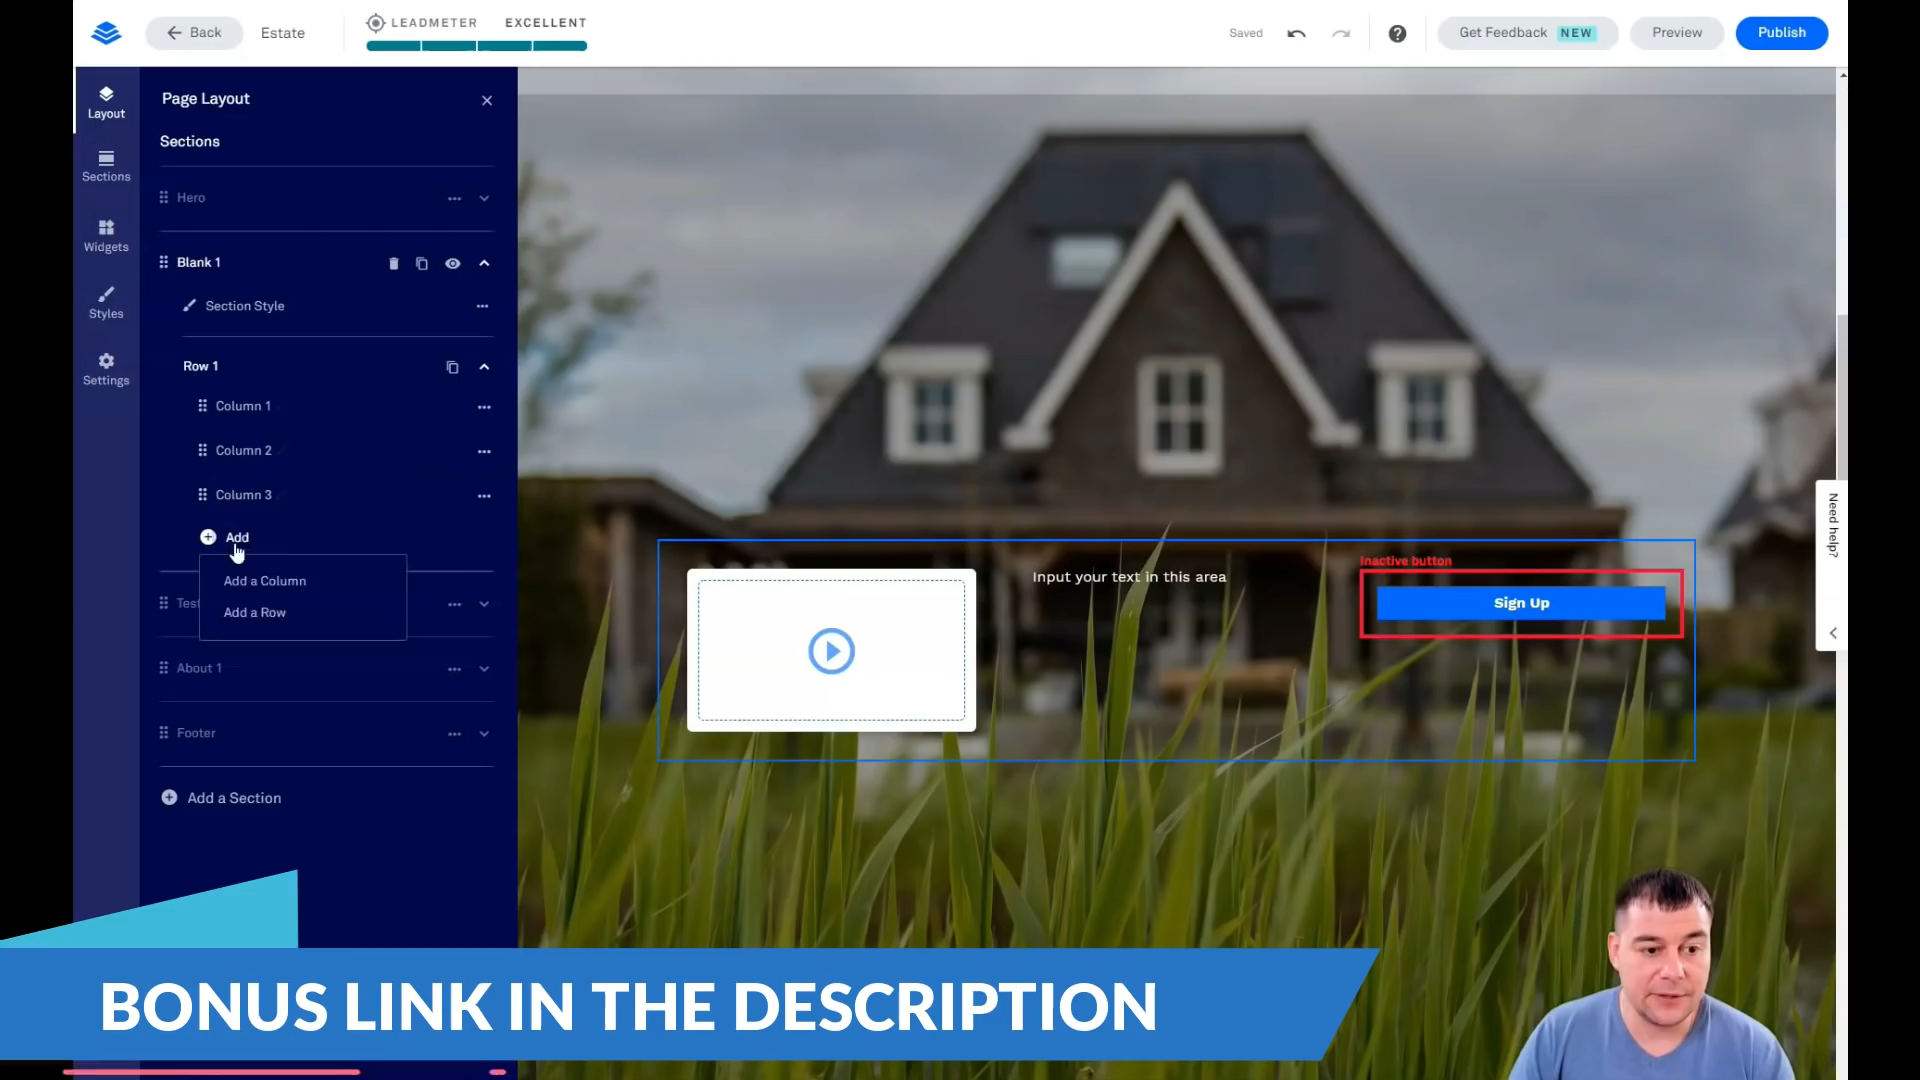 Back
Estate
LEADMETER EXCELLENT
Saved
Get Feedback NEW
Preview
Publish
Layout
Sections
Widgets
Styles
Settings
Page Layout
Sections
Hero
Blank 1
Section Style
Row 1
Column 1
Column 2
Column 3
Add
Add a Column
Add a Row
Test
About 1
Footer
Add a Section
Input your text in this area
Inactive button
Sign Up
Need help?
BONUS LINK IN THE DESCRIPTION